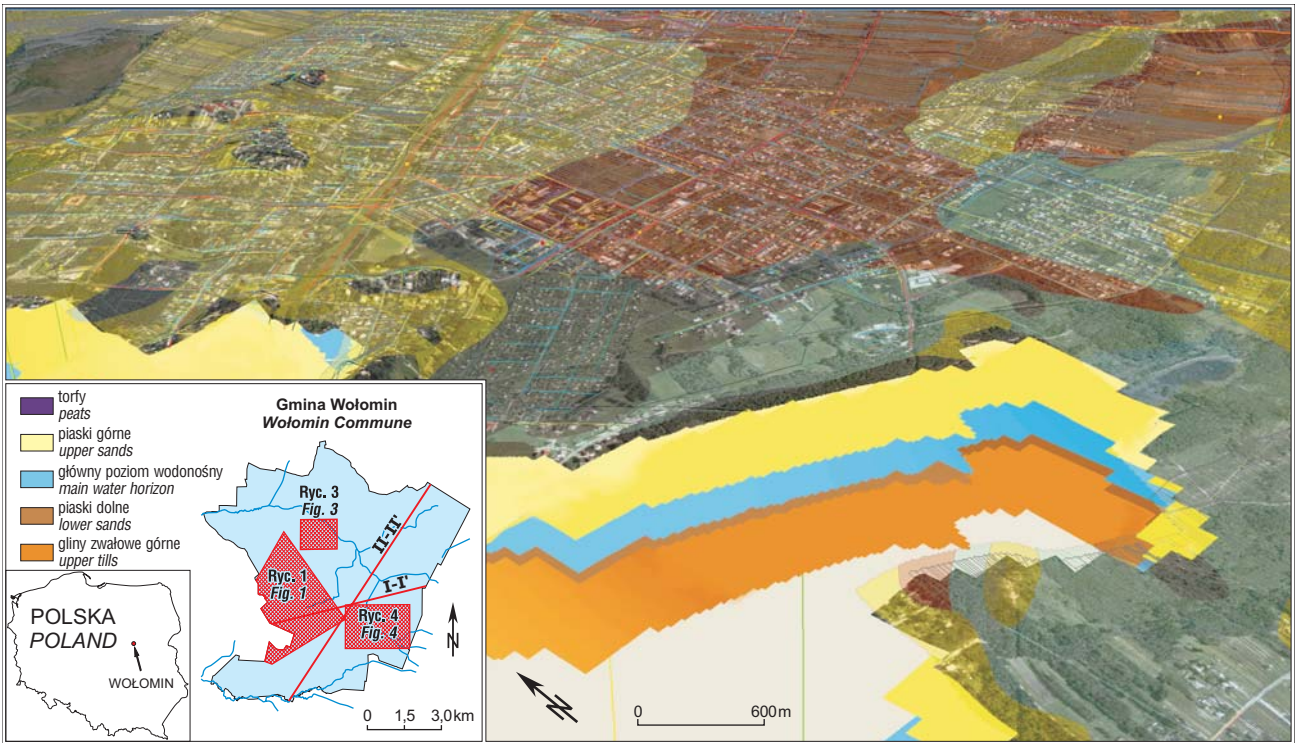 torfy
peats
piaski górne
upper sands
główny poziom wodonośny
main water horizon
piaski dolne
lower sands
gliny zwałowe górne
upper tills
Gmina Wołomin
Wołomin Commune
Ryc. 3
Fig. 3
II-II'
Ryc. 1
Fig. 1
I-I'
Ryc. 4
Fig. 4
N
0 1,5 3,0 km
POLSKA
POLAND
WOŁOMIN
N
0 600 m